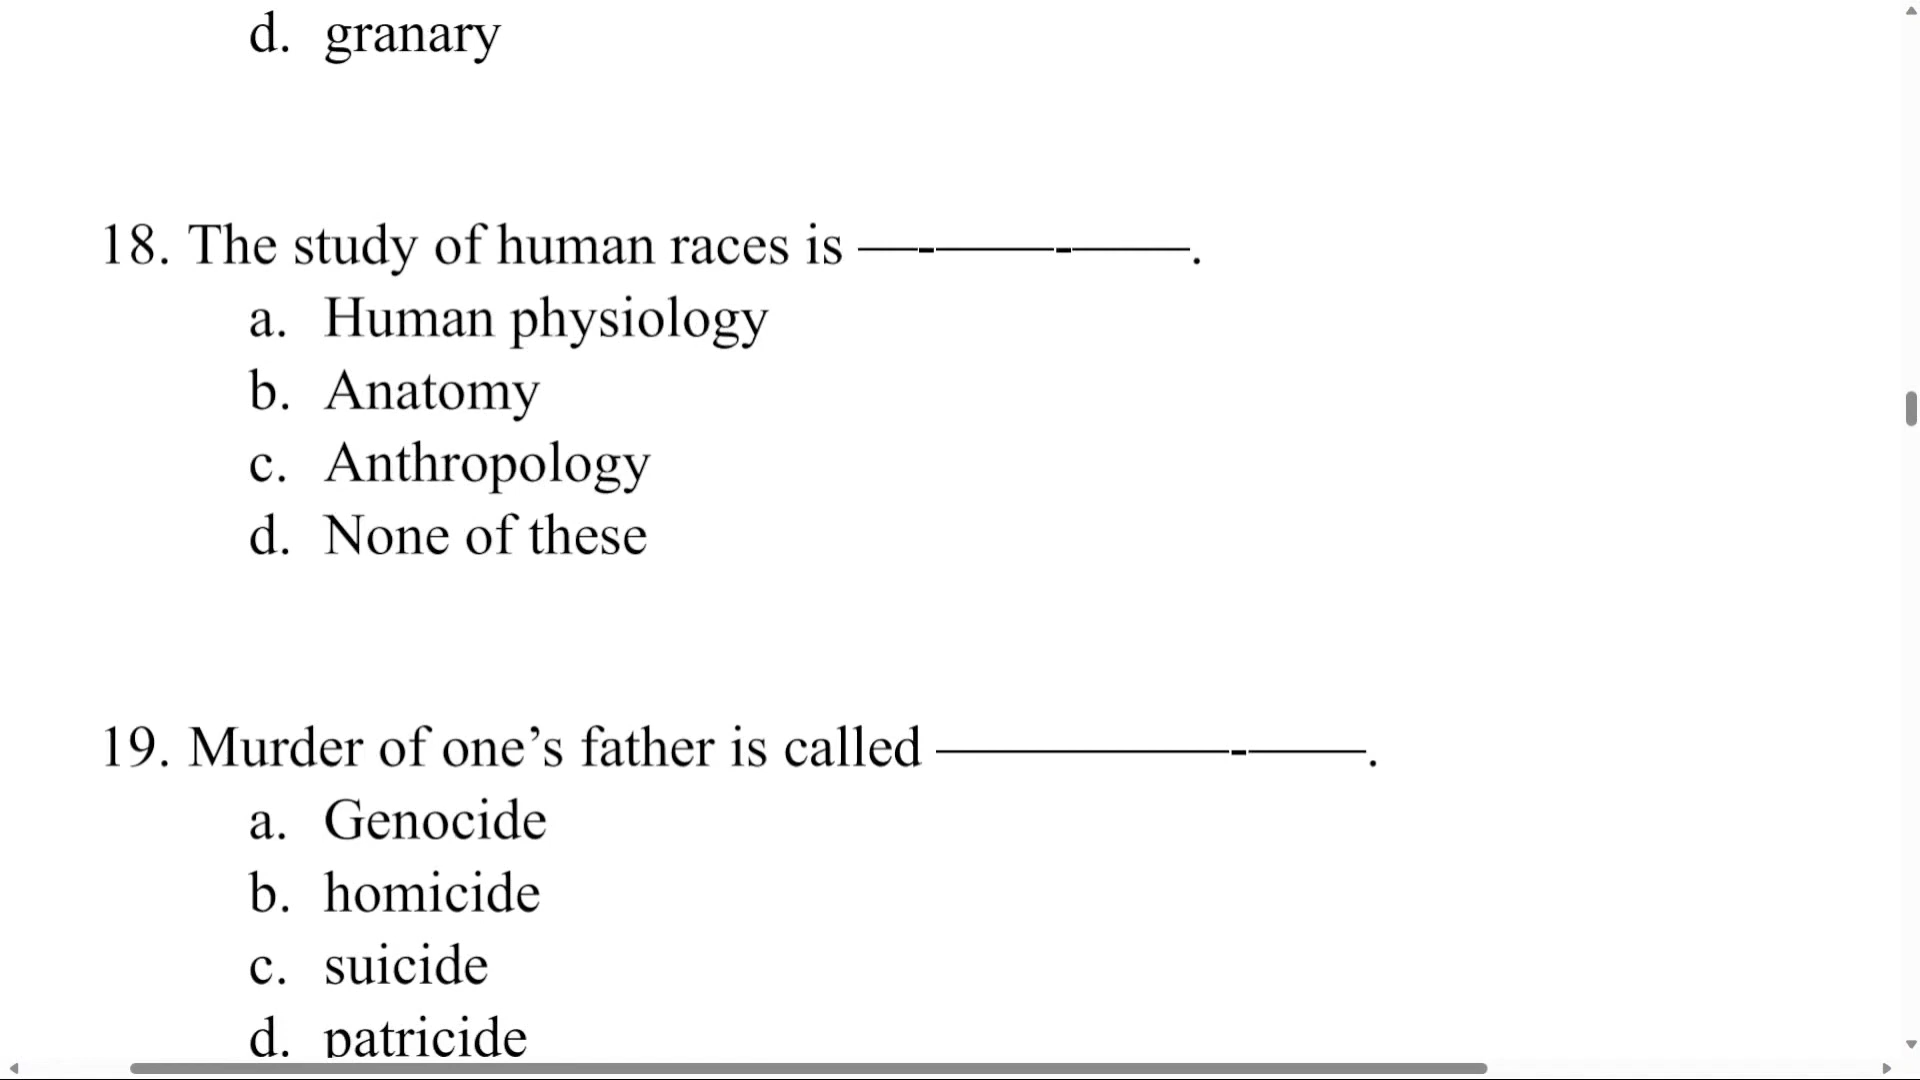 d. granary
18. The study of human races is ——-————-————.
a. Human physiology
b. Anatomy
c. Anthropology
d. None of these
19. Murder of one’s father is called ——————————-————.
a. Genocide
b. homicide
c. suicide
d. patricide